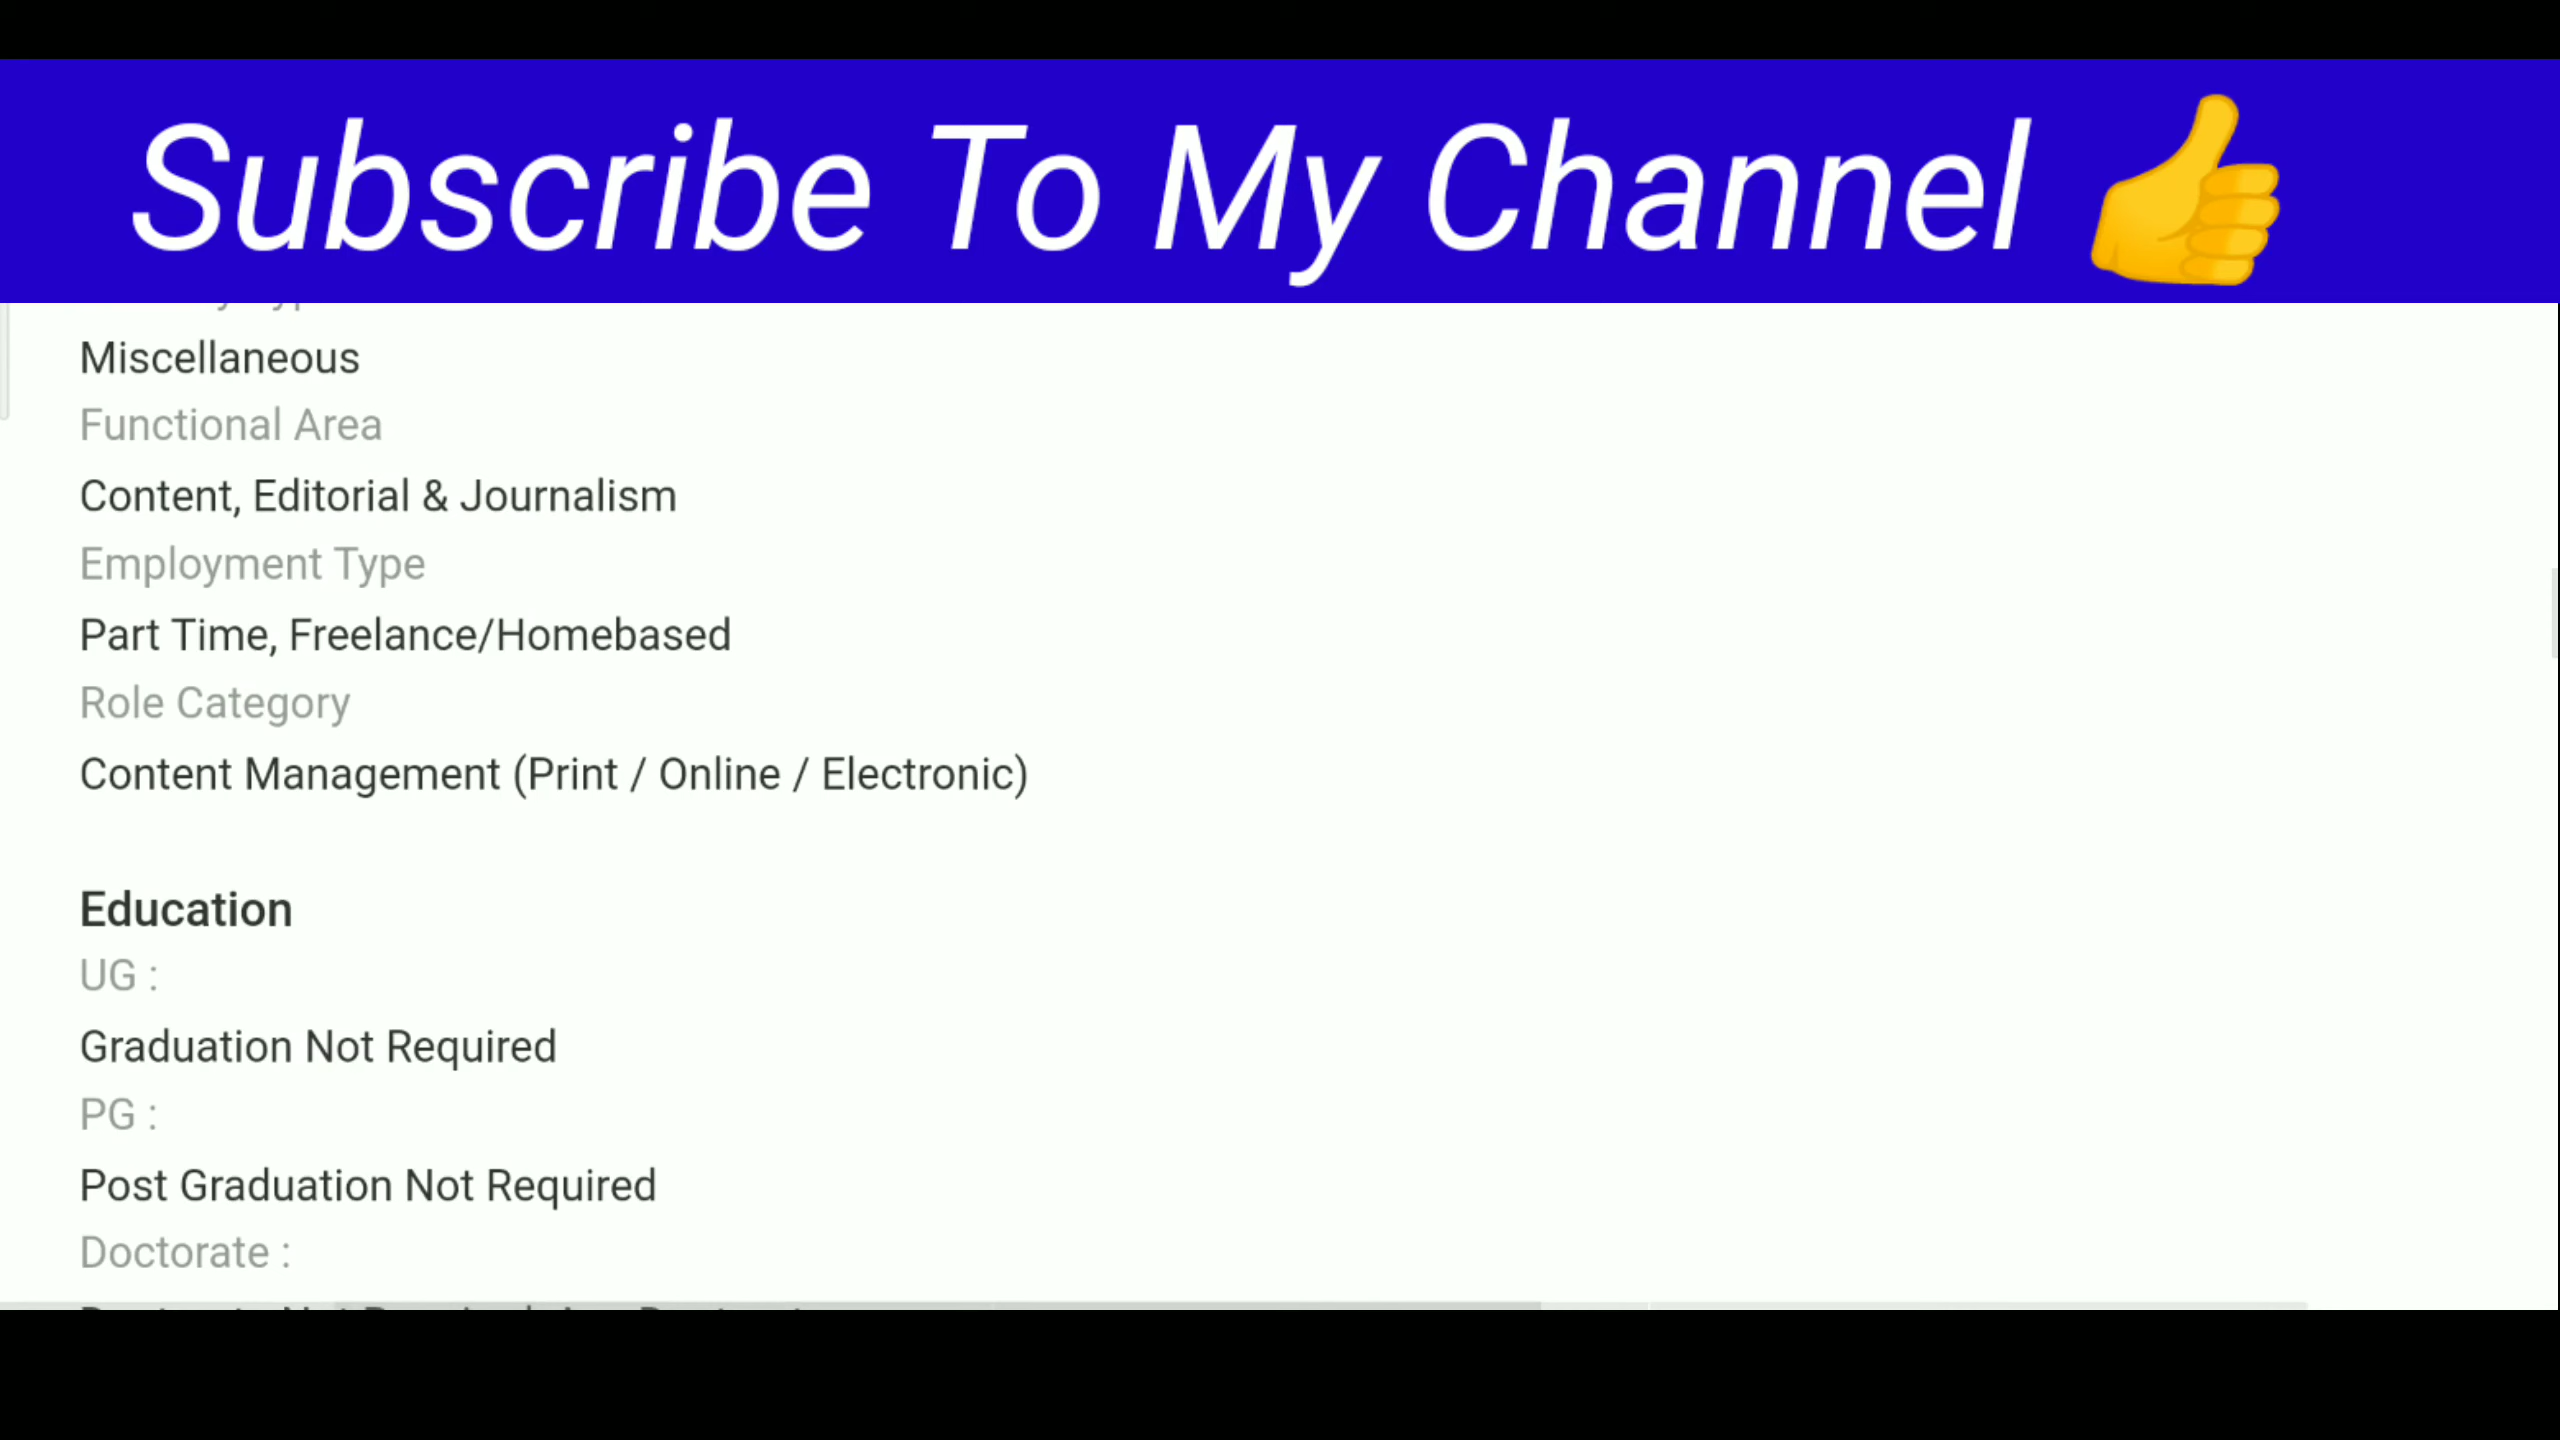 Subscribe To My Channel 👍
Miscellaneous
Functional Area
Content, Editorial & Journalism
Employment Type
Part Time, Freelance/Homebased
Role Category
Content Management (Print / Online / Electronic)
Education
UG :
Graduation Not Required
PG :
Post Graduation Not Required
Doctorate :